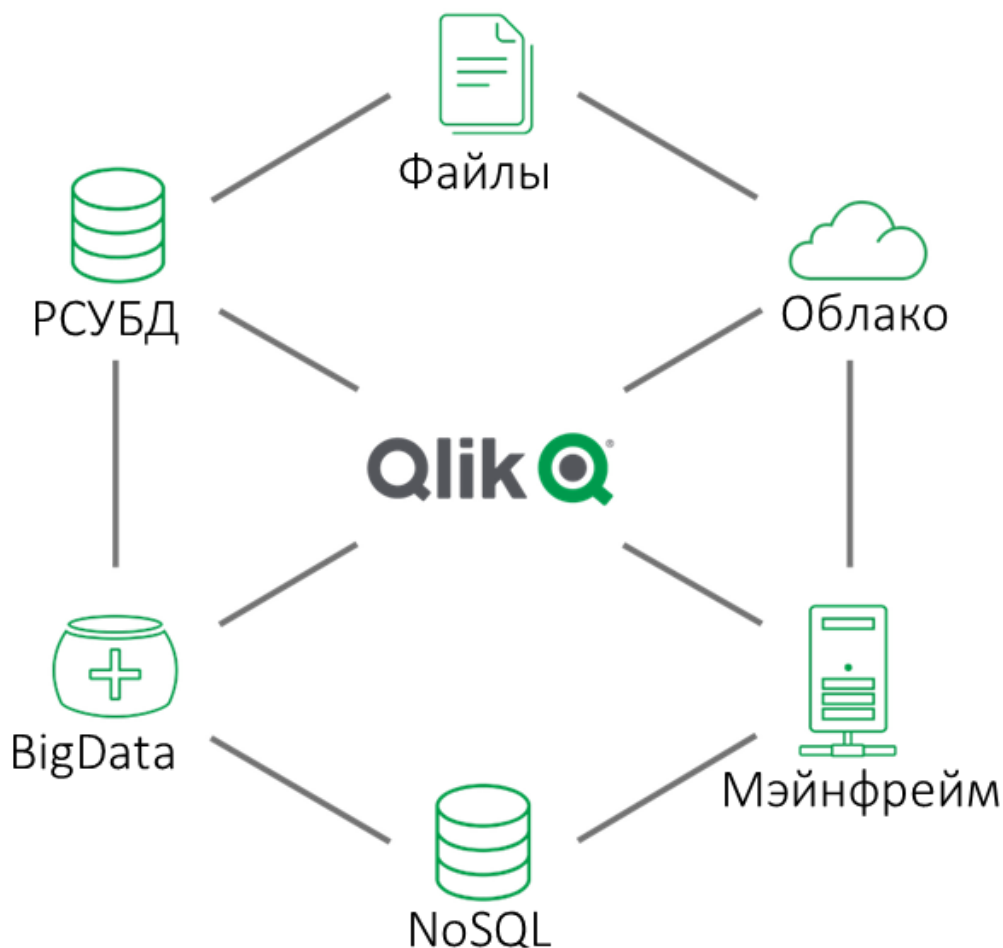 Файлы
РСУБД
Облако
Qlik
BigData
Мэйнфрейм
NoSQL